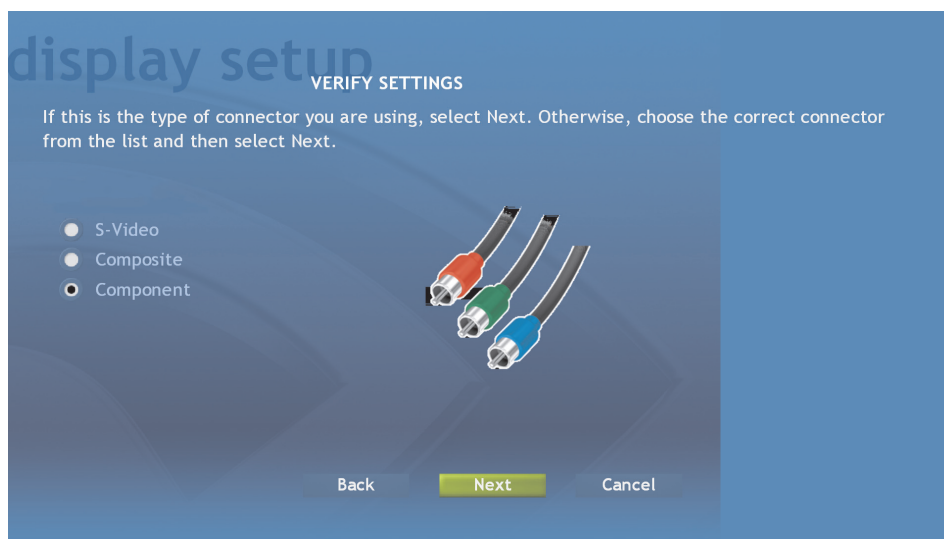 display setup
VERIFY SETTINGS
If this is the type of connector you are using, select Next. Otherwise, choose the correct connector
from the list and then select Next.
S-Video
Composite
Component
Back Next Cancel